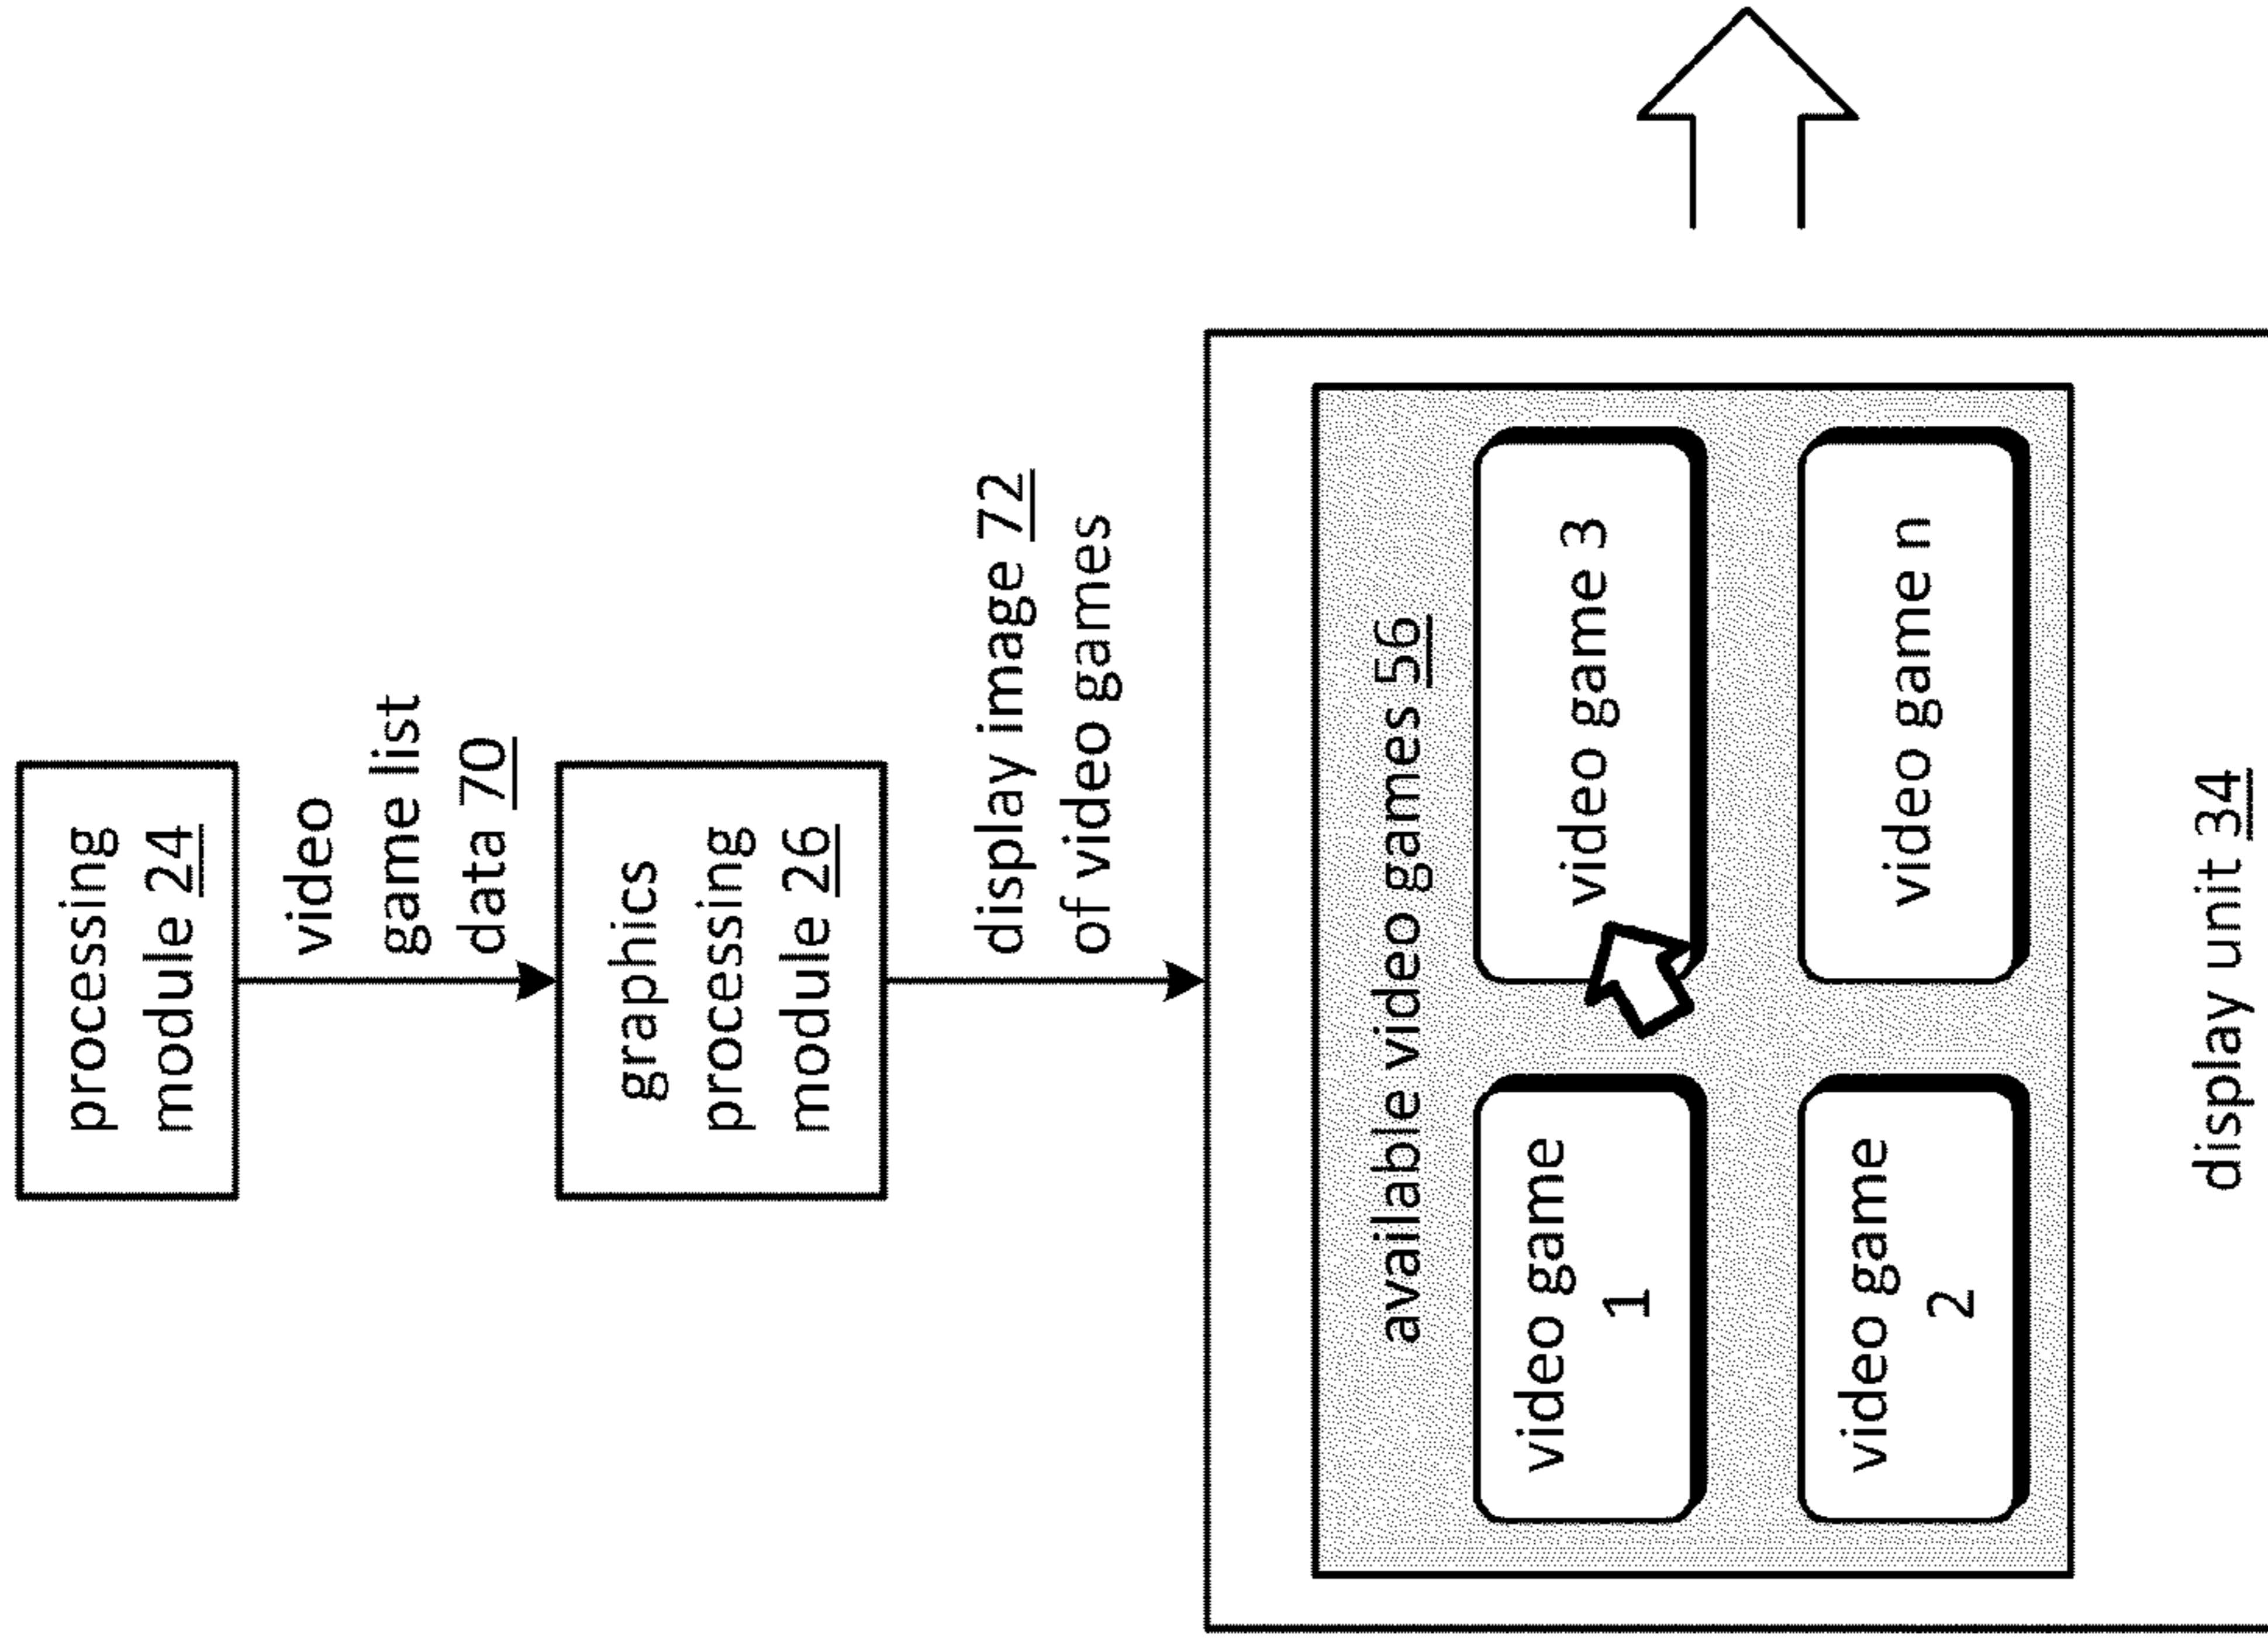 processing
module 24
video
game list
data 70
graphics
processing
module 26
display image 72
of video games
available video games 56
video game
1
video game 3
video game
2
video game n
display unit 34